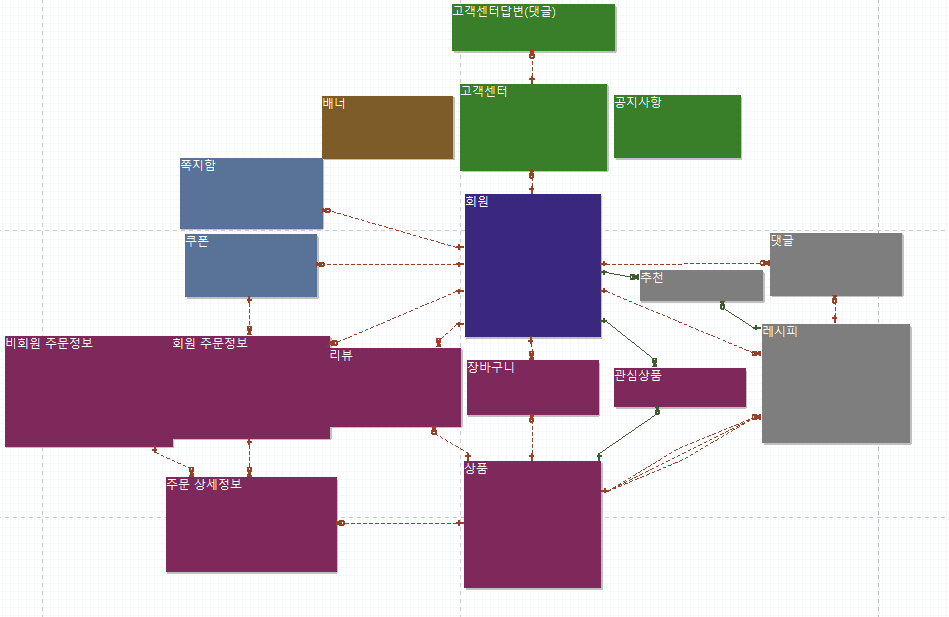 고객센터답변(댓글)
배너
고객센터
공지사항
쪽지함
회원
쿠폰
댓글
추천
비회원 주문정보
회원 주문정보
리뷰
장바구니
관심상품
레시피
주문 상세정보
상품